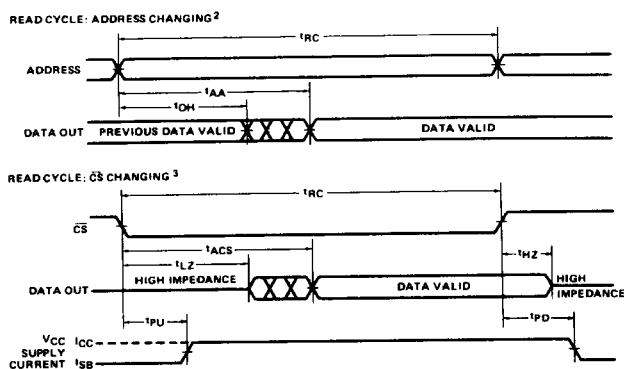 READ CYCLE: ADDRESS CHANGING²
tRC
ADDRESS
tAA
tOH
DATA OUT PREVIOUS DATA VALID DATA VALID
READ CYCLE: C̅S̅ CHANGING³
tRC
C̅S̅
tACS
tLZ tHZ
DATA OUT HIGH IMPEDANCE DATA VALID HIGH IMPEDANCE
tPU tPD
VCC SUPPLY CURRENT
ICC
ISB